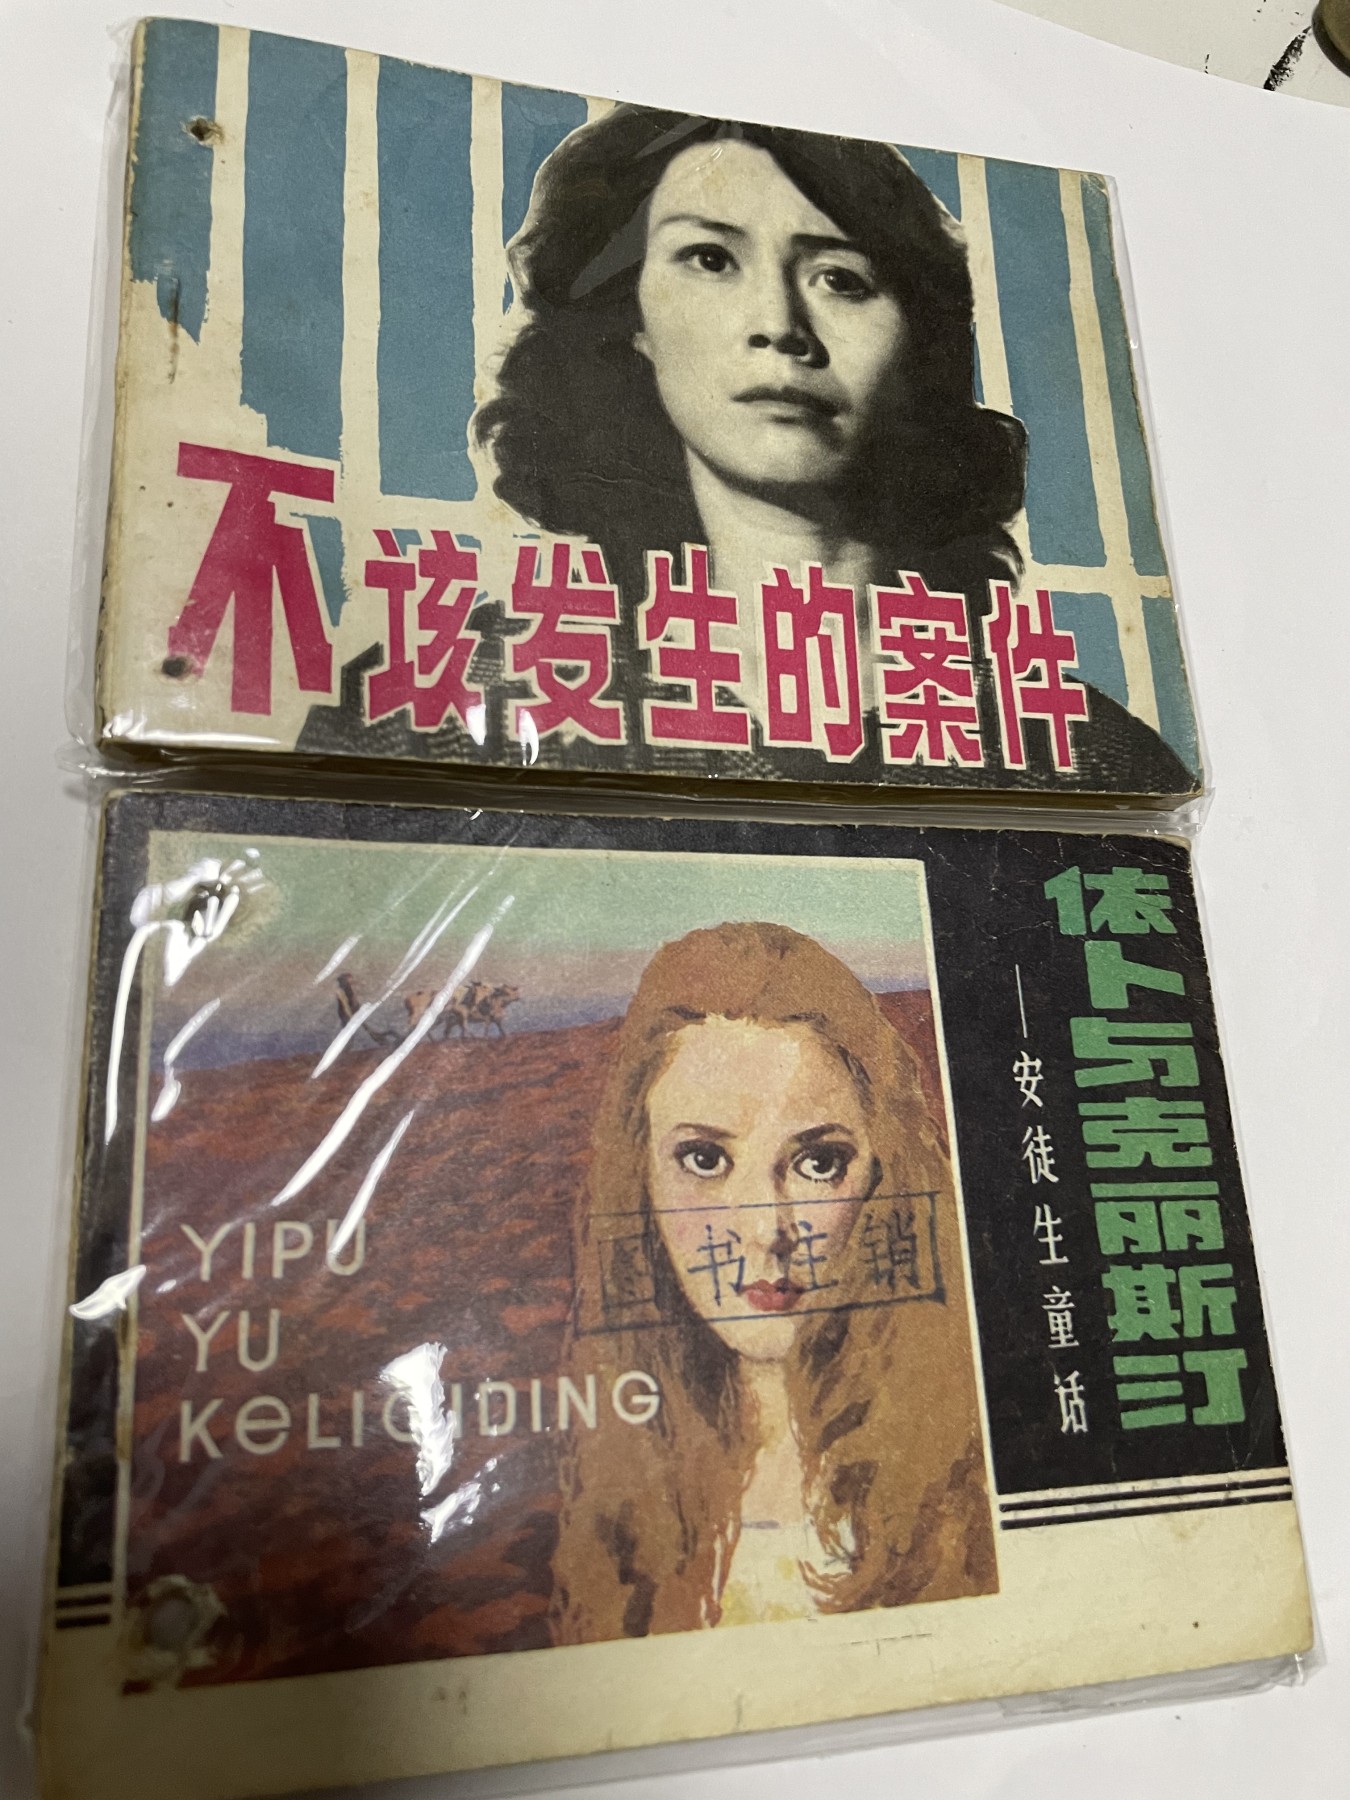 不该发生的案件
依卜与克丽斯汀
——安徒生童话
YIPU
YU
KeLISIDING
图书注销